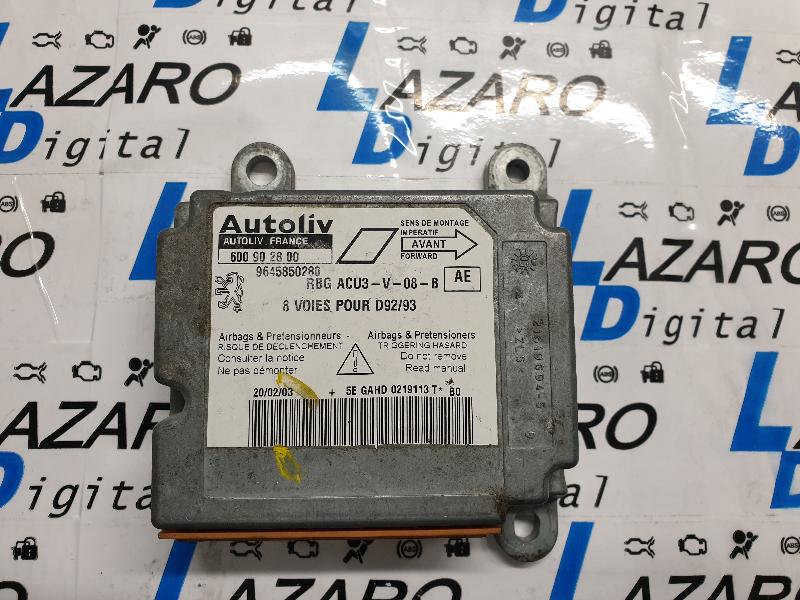 LAZARO
Digital
Autoliv
AUTOLIV FRANCE
600 90 28 00
9645850280
SENS DE MONTAGE
IMPERATIF
AVANT
FORWARD
RBG ACU3-V-08-B
AE
8 VOIES POUR D92/93
Airbags & Pretensionneurs
RISQUE DE DECLENCHEMENT
Consulter la notice
Ne pas démonter
Airbags & Pretensioners
TRIGGERING HASARD
Do not remove
Read manual
20/02/03 + 5E GAHD 0219113 T* B0
LAZARO
Digital
LAZARO
Digital
LAZARO
Digital